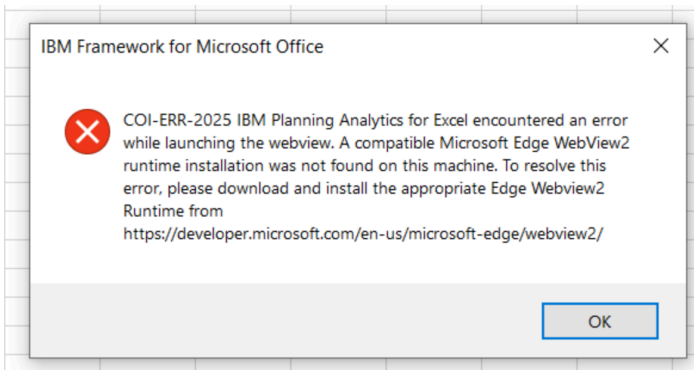 IBM Framework for Microsoft Office
COI-ERR-2025 IBM Planning Analytics for Excel encountered an error
while launching the webview. A compatible Microsoft Edge WebView2
runtime installation was not found on this machine. To resolve this
error, please download and install the appropriate Edge Webview2
Runtime from
https://developer.microsoft.com/en-us/microsoft-edge/webview2/
OK